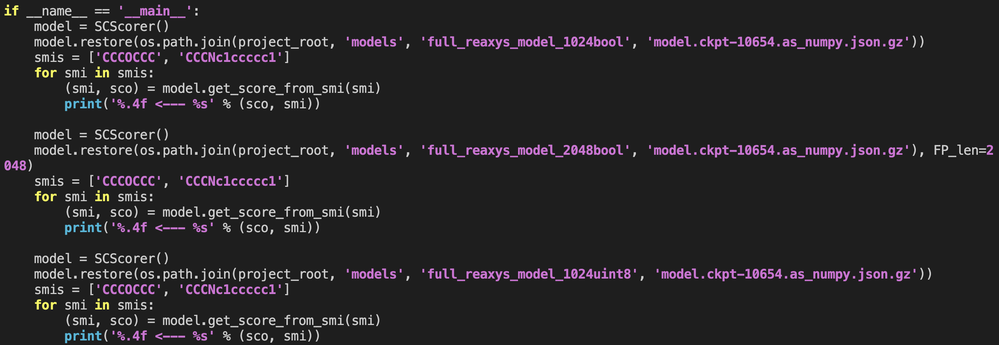 if __name__ == '__main__':
    model = SCScorer()
    model.restore(os.path.join(project_root, 'models', 'full_reaxys_model_1024bool', 'model.ckpt-10654.as_numpy.json.gz'))
    smis = ['CCCOCCC', 'CCCNc1ccccc1']
    for smi in smis:
        (smi, sco) = model.get_score_from_smi(smi)
        print('%.4f <--- %s' % (sco, smi))

    model = SCScorer()
    model.restore(os.path.join(project_root, 'models', 'full_reaxys_model_2048bool', 'model.ckpt-10654.as_numpy.json.gz'), FP_len=2
048)
    smis = ['CCCOCCC', 'CCCNc1ccccc1']
    for smi in smis:
        (smi, sco) = model.get_score_from_smi(smi)
        print('%.4f <--- %s' % (sco, smi))

    model = SCScorer()
    model.restore(os.path.join(project_root, 'models', 'full_reaxys_model_1024uint8', 'model.ckpt-10654.as_numpy.json.gz'))
    smis = ['CCCOCCC', 'CCCNc1ccccc1']
    for smi in smis:
        (smi, sco) = model.get_score_from_smi(smi)
        print('%.4f <--- %s' % (sco, smi))